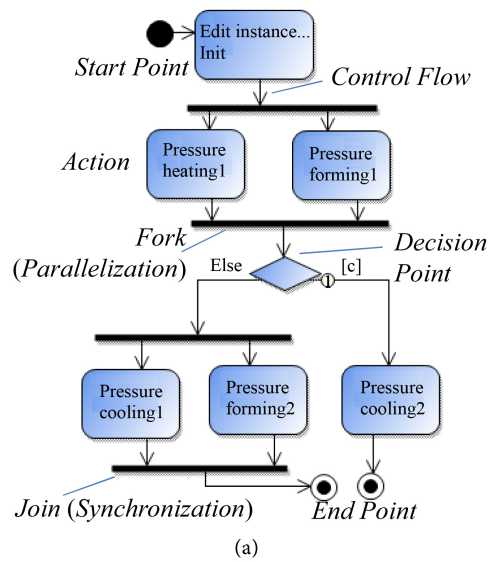 Edit instance...
Init
Start Point
Control Flow
Action
Pressure
heating1
Pressure
forming1
Fork
(Parallelization)
Decision
Point
Else
[c]
1
Pressure
cooling1
Pressure
forming2
Pressure
cooling2
Join (Synchronization)
End Point
(a)